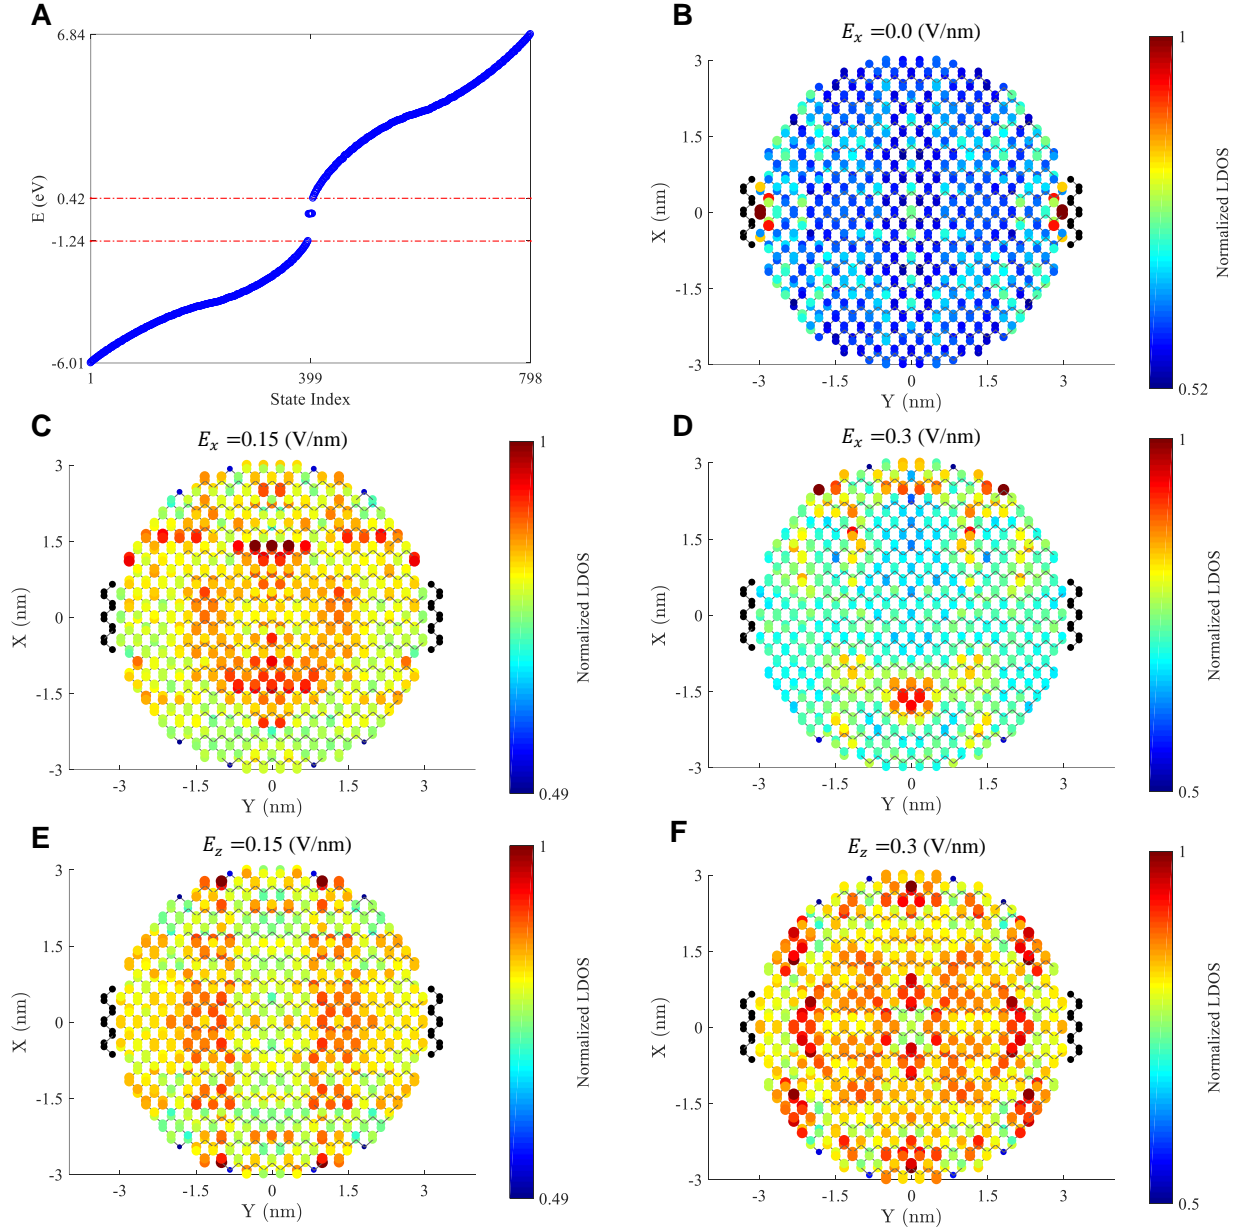 A
6.84
0.42
-1.24
-6.01
E (eV)
1
399
798
State Index
B
E_x =0.0 (V/nm)
3
1.5
0
-1.5
-3
X (nm)
-3
-1.5
0
1.5
3
Y (nm)
1
0.52
Normalized LDOS
C
E_x =0.15 (V/nm)
3
1.5
0
-1.5
-3
X (nm)
-3
-1.5
0
1.5
3
Y (nm)
1
0.49
Normalized LDOS
D
E_x =0.3 (V/nm)
3
1.5
0
-1.5
-3
X (nm)
-3
-1.5
0
1.5
3
Y (nm)
1
0.5
Normalized LDOS
E
E_z =0.15 (V/nm)
3
1.5
0
-1.5
-3
X (nm)
-3
-1.5
0
1.5
3
Y (nm)
1
0.49
Normalized LDOS
F
E_z =0.3 (V/nm)
3
1.5
0
-1.5
-3
X (nm)
-3
-1.5
0
1.5
3
Y (nm)
1
0.5
Normalized LDOS